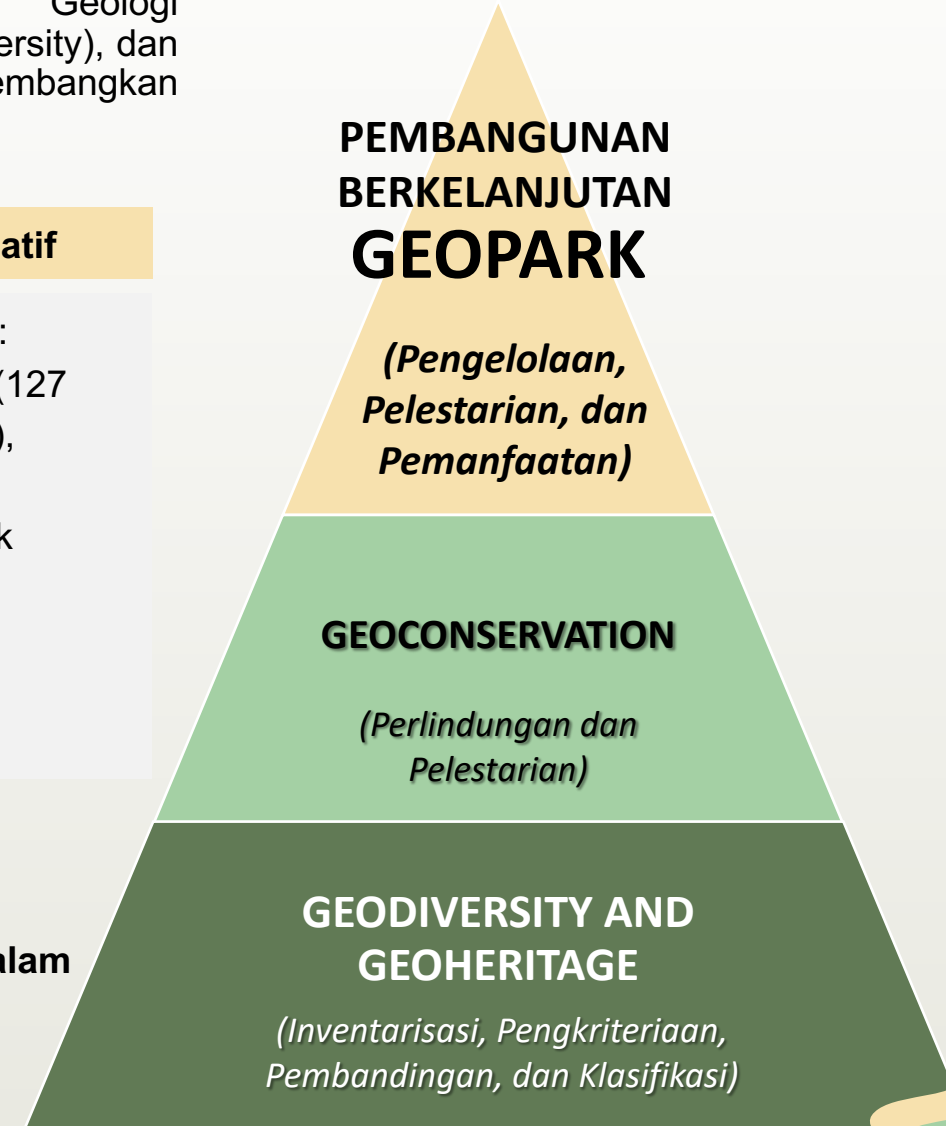 Geologi
ersity), dan
embangkan
atif
:
(127
),
k
alam
PEMBANGUNAN
BERKELANJUTAN
GEOPARK
(Pengelolaan,
Pelestarian, dan
Pemanfaatan)
GEOCONSERVATION
(Perlindungan dan
Pelestarian)
GEODIVERSITY AND
GEOHERITAGE
(Inventarisasi, Pengkriteriaan,
Pembandingan, dan Klasifikasi)